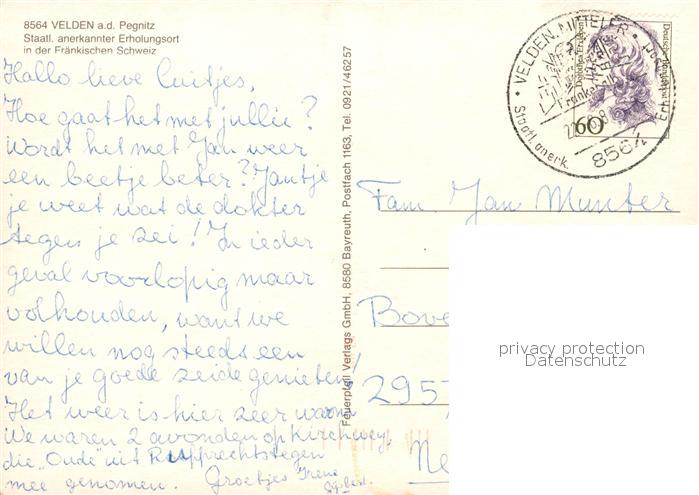 8564 VELDEN a.d. Pegnitz
Staatl. anerkannter Erholungsort
in der Fränkischen Schweiz
Hallo lieve luitjes,
Hoe gaat het met jullie?
Wordt het met Jan weer
een beetje beter? Jantje
je weet wat de dokter
tegen je zei! In ieder
geval voorlopig maar
volhouden, want we
willen nog steeds een
van je goede zeide genieten!
Het weer is hier zeer warm
We waren 2 avonden op Kirchwey,
die "Oude" uit Rupprechtstegen
mee genomen. Groetjes Irene
Feuerpfeil Verlags GmbH, 8580 Bayreuth, Postfach 1163, Tel. 0921/46257
VELDEN, MITTELFR.
Staatl. anerk.
Erh
8564
Deutsche Bundespost
60
Fam. Jan Munter
Bove
295
Ne
privacy protection
Datenschutz